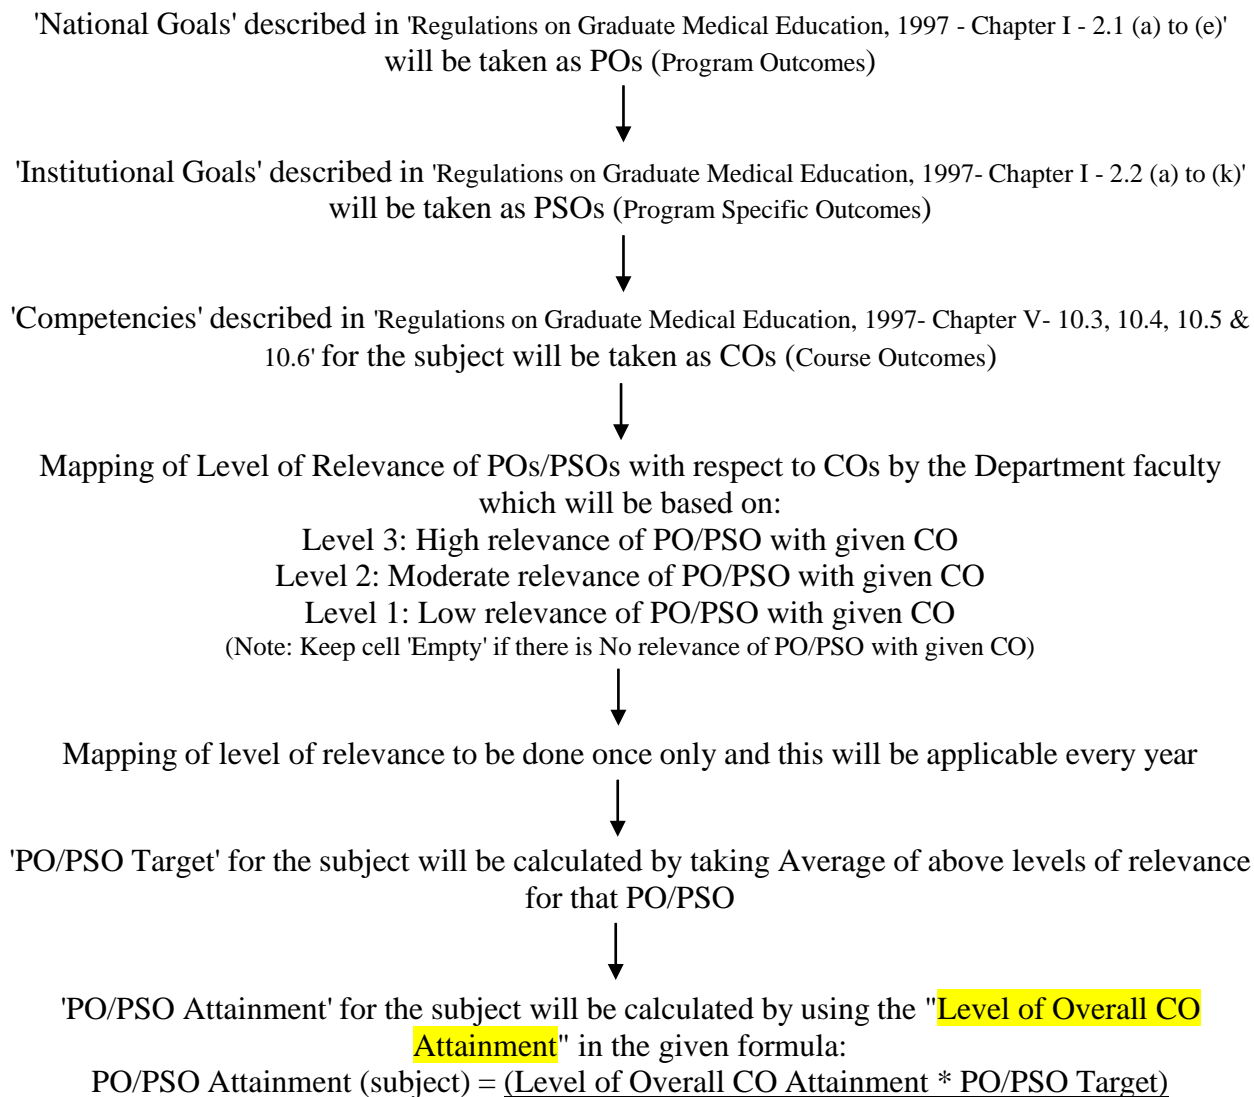 'National Goals' described in 'Regulations on Graduate Medical Education, 1997 - Chapter I - 2.1 (a) to (e)'
will be taken as POs (Program Outcomes)
'Institutional Goals' described in 'Regulations on Graduate Medical Education, 1997- Chapter I - 2.2 (a) to (k)'
will be taken as PSOs (Program Specific Outcomes)
'Competencies' described in 'Regulations on Graduate Medical Education, 1997- Chapter V- 10.3, 10.4, 10.5 &
10.6' for the subject will be taken as COs (Course Outcomes)
Mapping of Level of Relevance of POs/PSOs with respect to COs by the Department faculty
which will be based on:
Level 3: High relevance of PO/PSO with given CO
Level 2: Moderate relevance of PO/PSO with given CO
Level 1: Low relevance of PO/PSO with given CO
(Note: Keep cell 'Empty' if there is No relevance of PO/PSO with given CO)
Mapping of level of relevance to be done once only and this will be applicable every year
'PO/PSO Target' for the subject will be calculated by taking Average of above levels of relevance
for that PO/PSO
'PO/PSO Attainment' for the subject will be calculated by using the "Level of Overall CO
Attainment" in the given formula:
PO/PSO Attainment (subject) = (Level of Overall CO Attainment * PO/PSO Target)